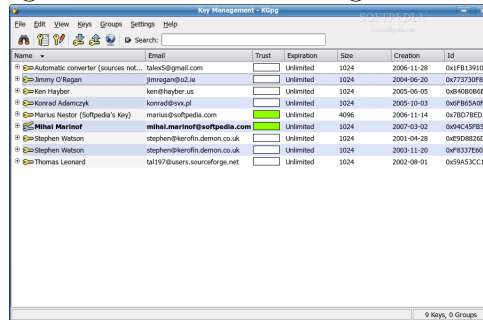 Key Management - KGpg
SOFTPEDIA
File Edit View Keys Groups Settings Help
Search:
Name Email Trust Expiration Size Creation Id
Automatic converter (sources not... talex5@gmail.com Unlimited 1024 2006-11-28 0x1FB13910
Jimmy O'Regan jimregan@o2.ie Unlimited 1024 2004-06-20 0x773730F8
Ken Hayber ken@hayber.us Unlimited 1024 2005-06-05 0xB40B0B6E
Konrad Adamczyk konrad@svx.pl Unlimited 1024 2005-10-03 0x6FB65A0F
Marius Nestor (Softpedia's Key) marius@softpedia.com Unlimited 4096 2006-11-14 0x7BD7BED
Mihai Marinof mihai.marinof@softpedia.com Unlimited 1024 2007-03-02 0x94C45FB5
Stephen Watson stephen@kerofin.demon.co.uk Unlimited 1024 2001-04-28 0xE9D8826D
Stephen Watson stephen@kerofin.demon.co.uk Unlimited 1024 2003-11-20 0xF8337E60
Thomas Leonard tal197@users.sourceforge.net Unlimited 1024 2002-08-01 0x59A53CC1
9 Keys, 0 Groups